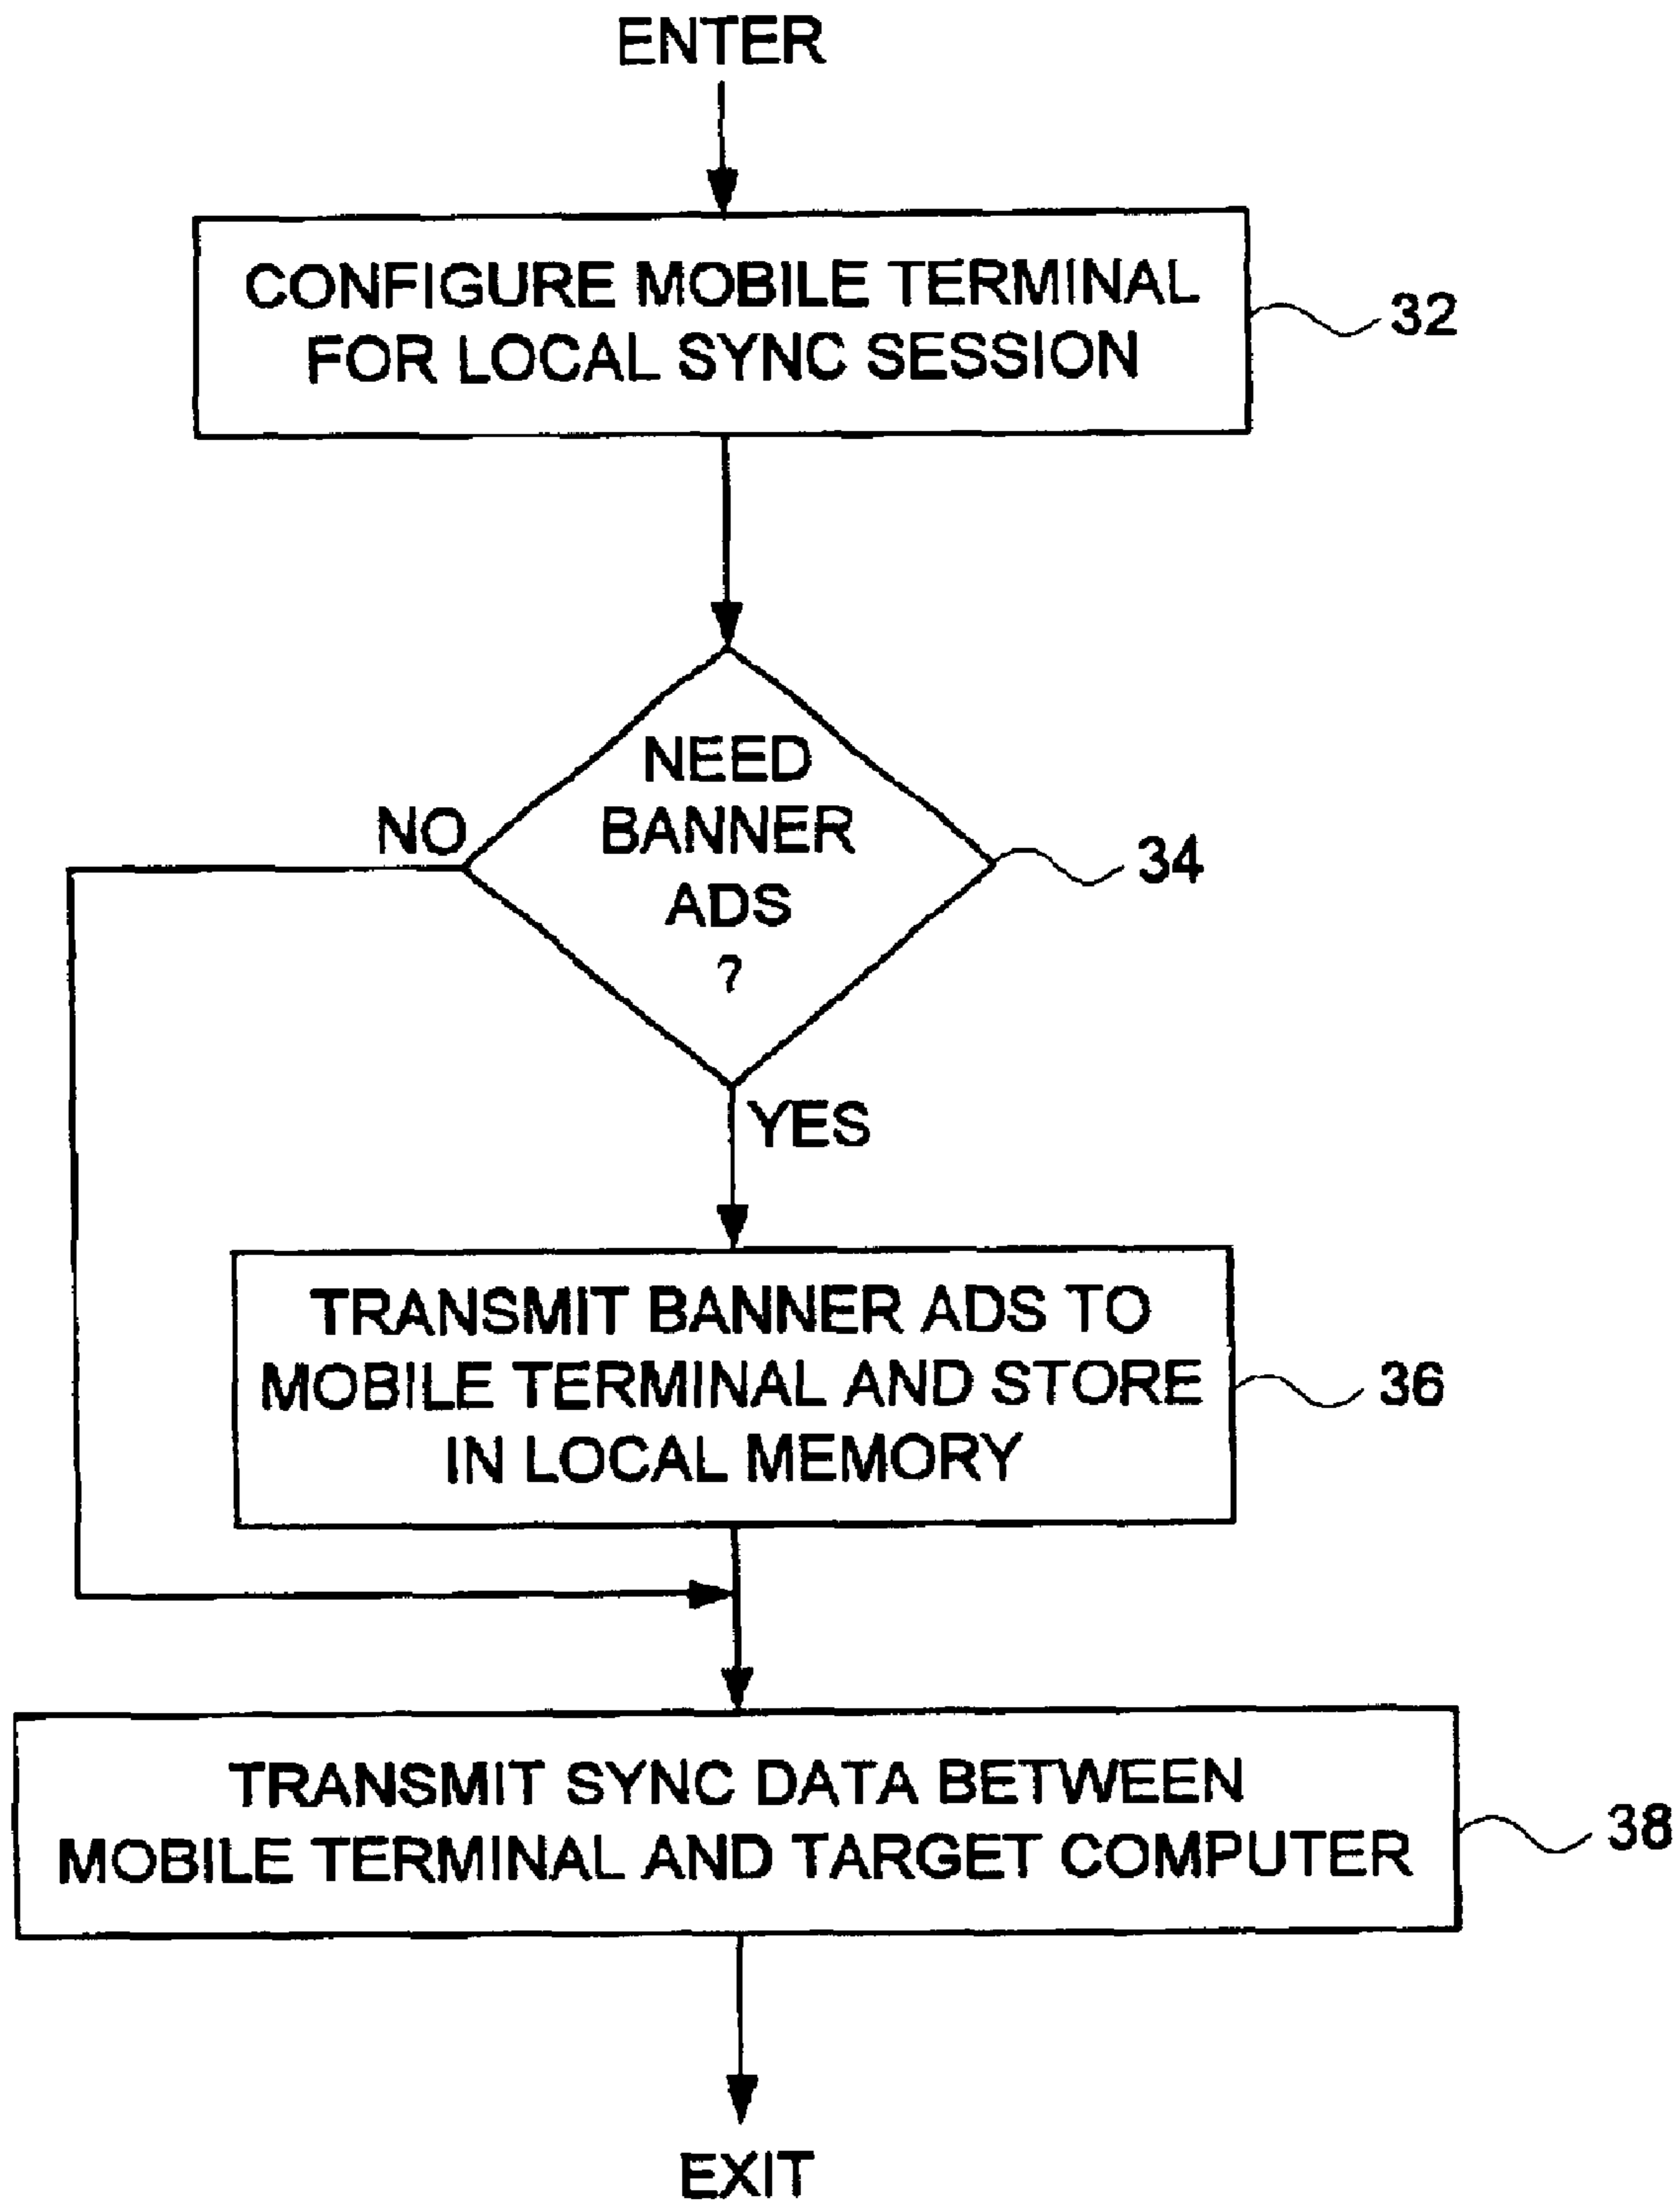 ENTER
CONFIGURE MOBILE TERMINAL
FOR LOCAL SYNC SESSION
32
NEED
BANNER
ADS
?
NO
34
YES
TRANSMIT BANNER ADS TO
MOBILE TERMINAL AND STORE
IN LOCAL MEMORY
36
TRANSMIT SYNC DATA BETWEEN
MOBILE TERMINAL AND TARGET COMPUTER
38
EXIT